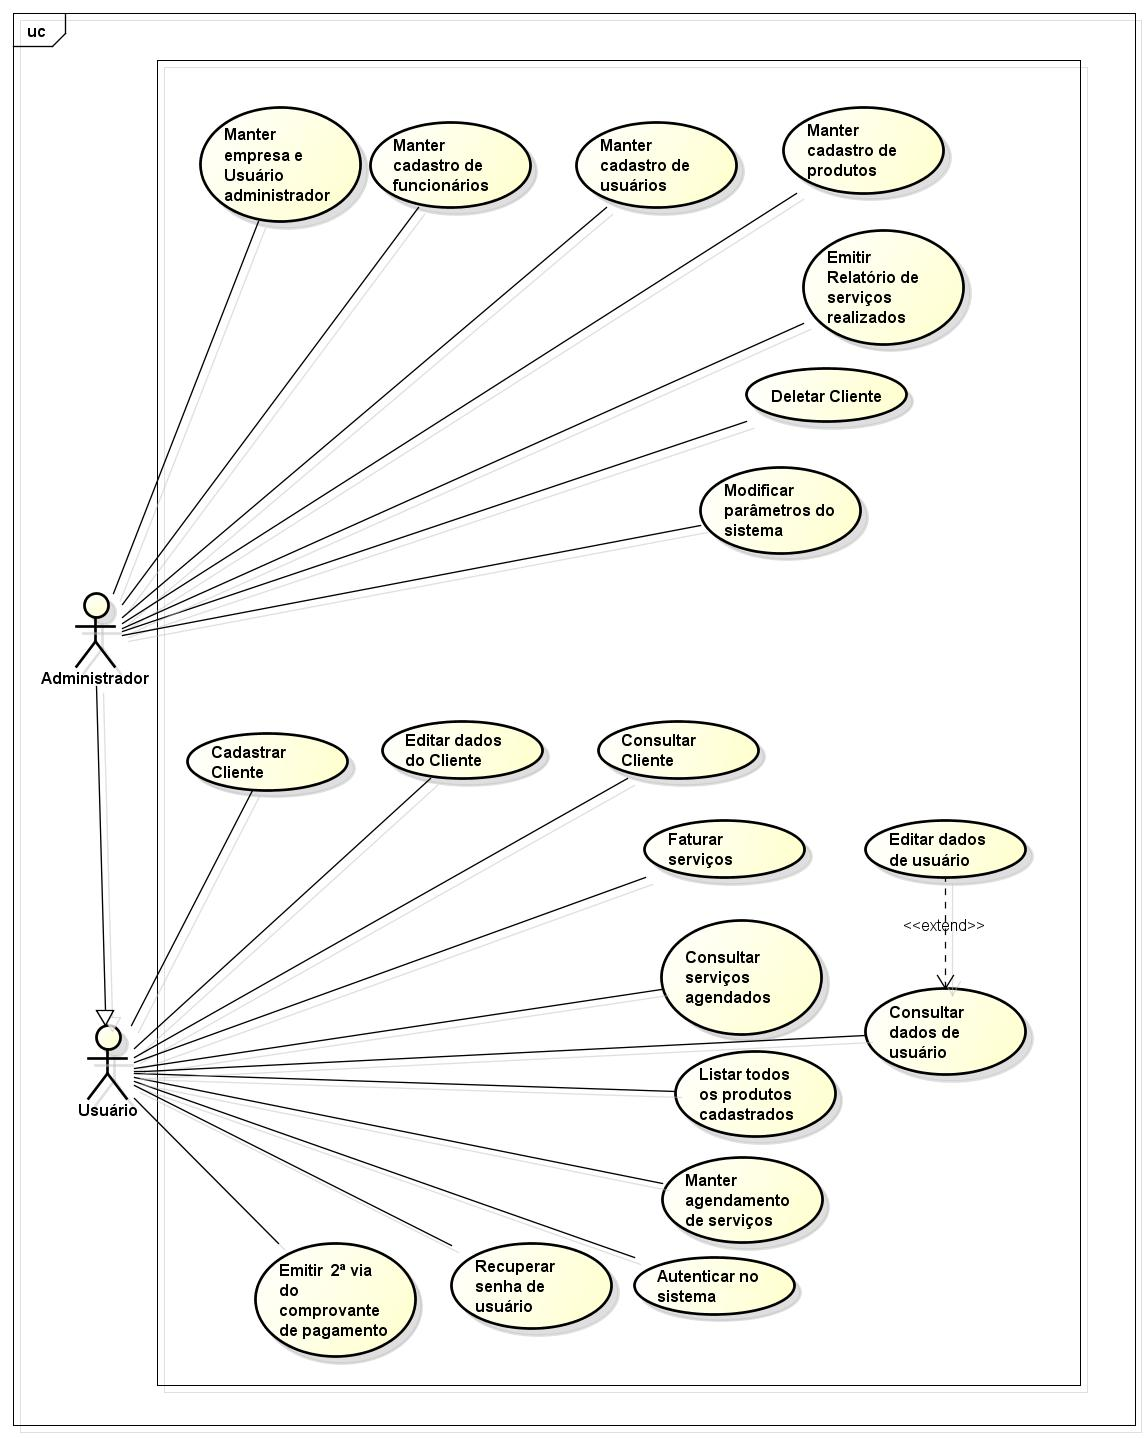 uc
Manter
empresa e
Usuário
administrador
Manter
cadastro de
funcionários
Manter
cadastro de
usuários
Manter
cadastro de
produtos
Emitir
Relatório de
serviços
realizados
Deletar Cliente
Modificar
parâmetros do
sistema
Administrador
Cadastrar
Cliente
Editar dados
do Cliente
Consultar
Cliente
Faturar
serviços
Editar dados
de usuário
<<extend>>
Consultar
serviços
agendados
Consultar
dados de
usuário
Usuário
Listar todos
os produtos
cadastrados
Manter
agendamento
de serviços
Emitir 2ª via
do
comprovante
de pagamento
Recuperar
senha de
usuário
Autenticar no
sistema